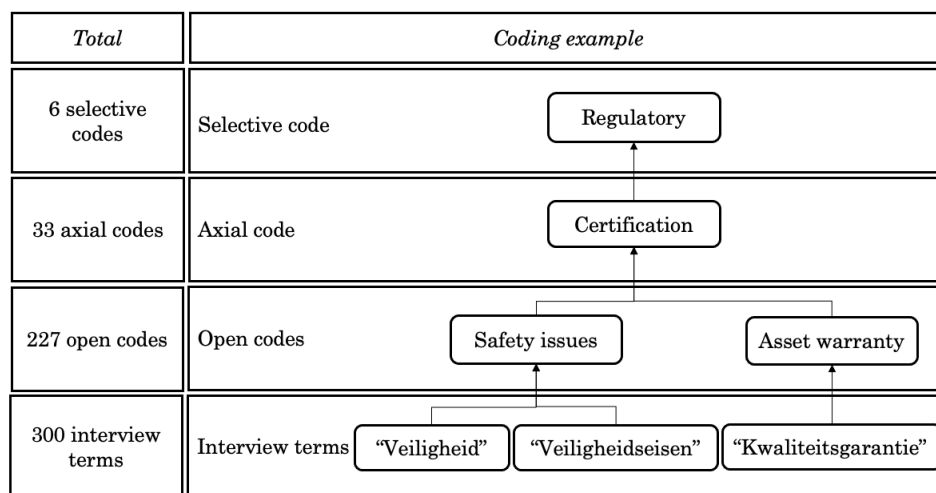 Total
Coding example
6 selective
codes
Selective code
Regulatory
33 axial codes
Axial code
Certification
227 open codes
Open codes
Safety issues
Asset warranty
300 interview
terms
Interview terms
“Veiligheid”
“Veiligheidseisen”
“Kwaliteitsgarantie”